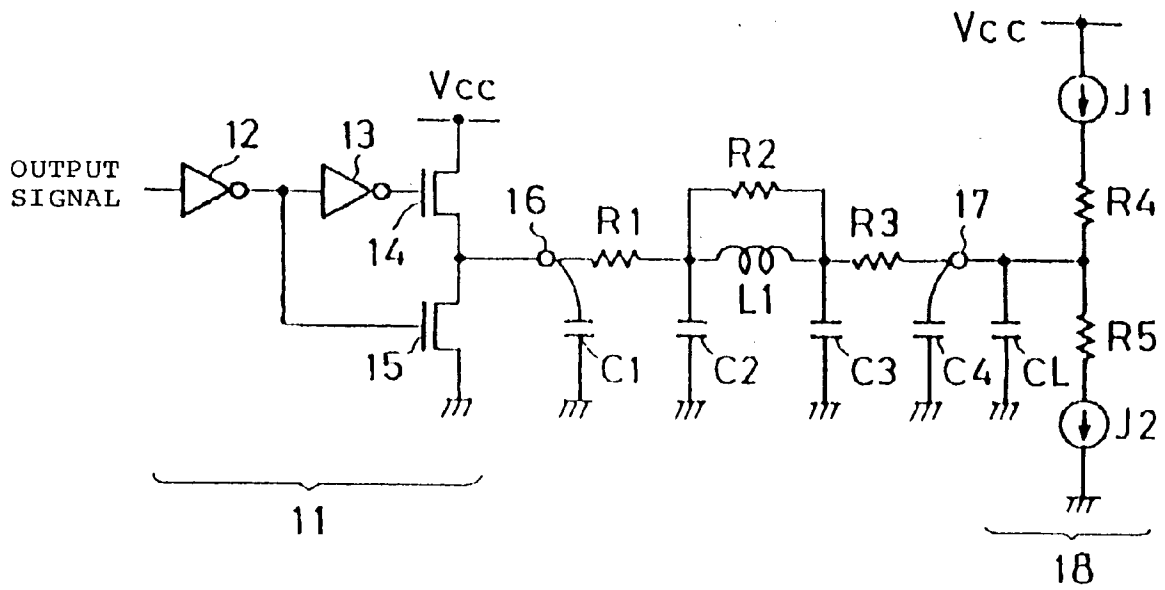 Vcc
J1
Vcc
12
13
OUTPUT
SIGNAL
R2
R4
14
16
R1
R3
17
L1
15
C1
C2
C3
C4
CL
R5
J2
11
18